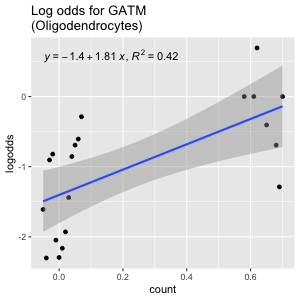 Log odds for GATM
(Oligodendrocytes)
y = − 1.4 + 1.81 x, R² = 0.42
0
-1
-2
logodds
0.0 0.2 0.4 0.6
count